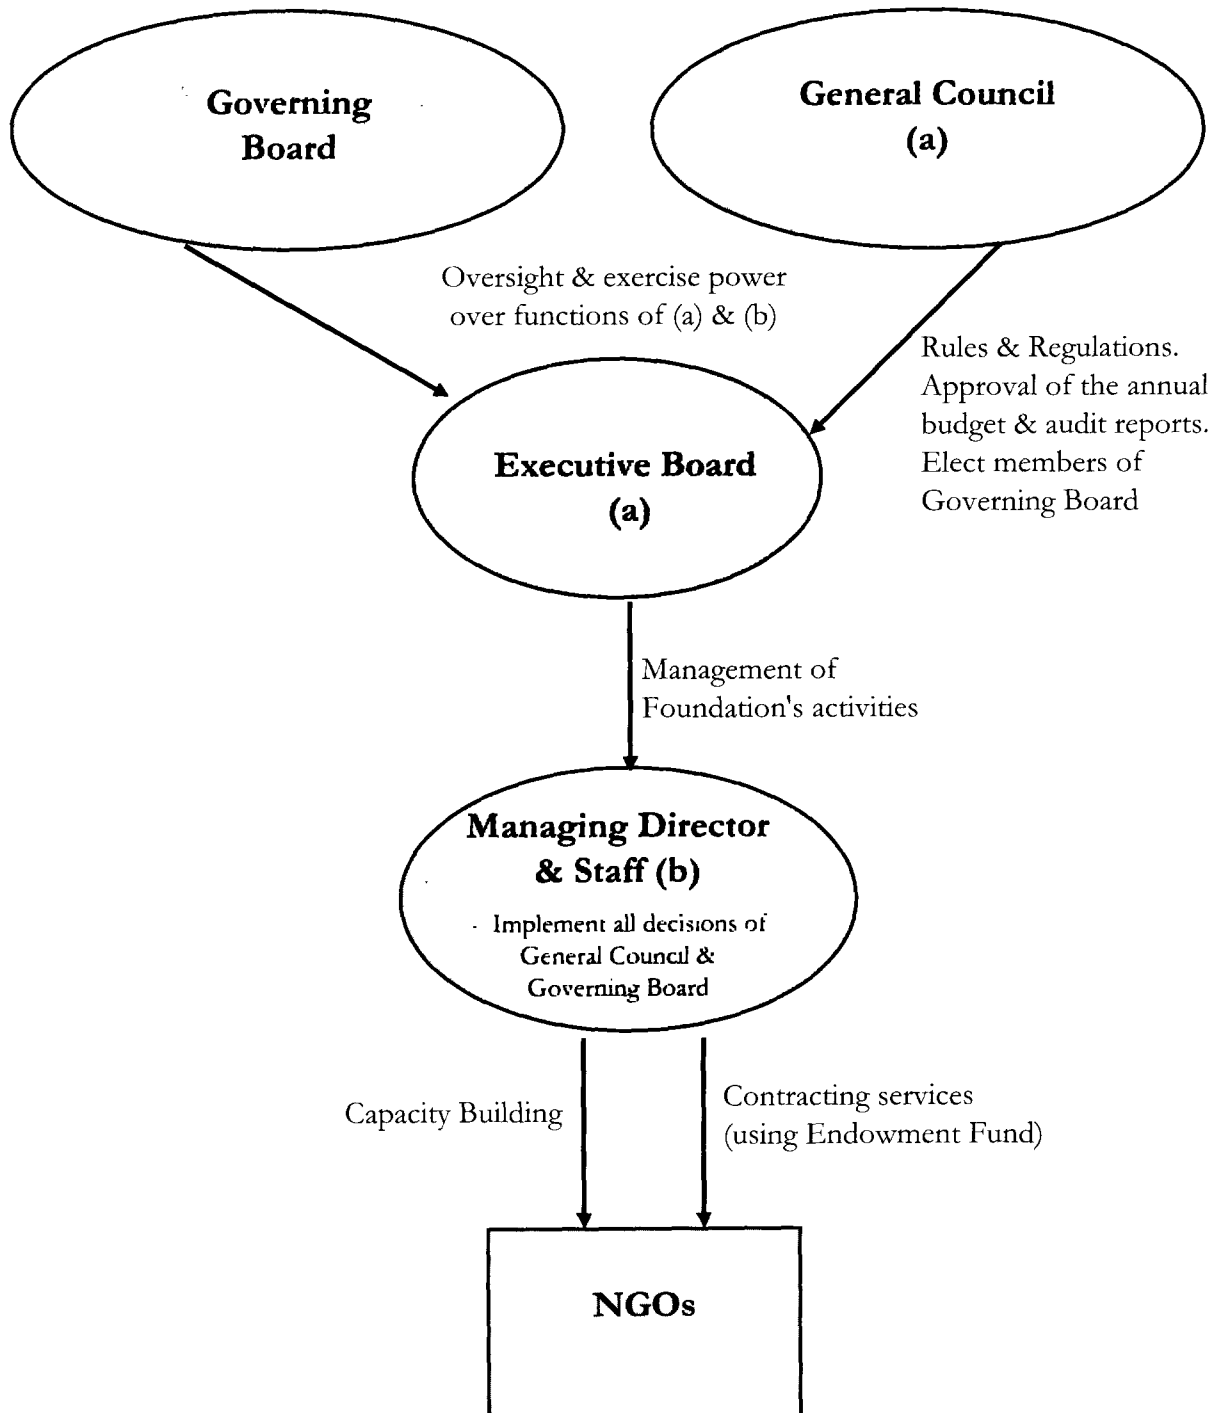 Governing
Board
General Council
(a)
Oversight & exercise power
over functions of (a) & (b)
Rules & Regulations.
Approval of the annual
budget & audit reports.
Elect members of
Governing Board
Executive Board
(a)
Management of
Foundation's activities
Managing Director
& Staff (b)
Implement all decisions of
General Council &
Governing Board
Capacity Building
Contracting services
(using Endowment Fund)
NGOs